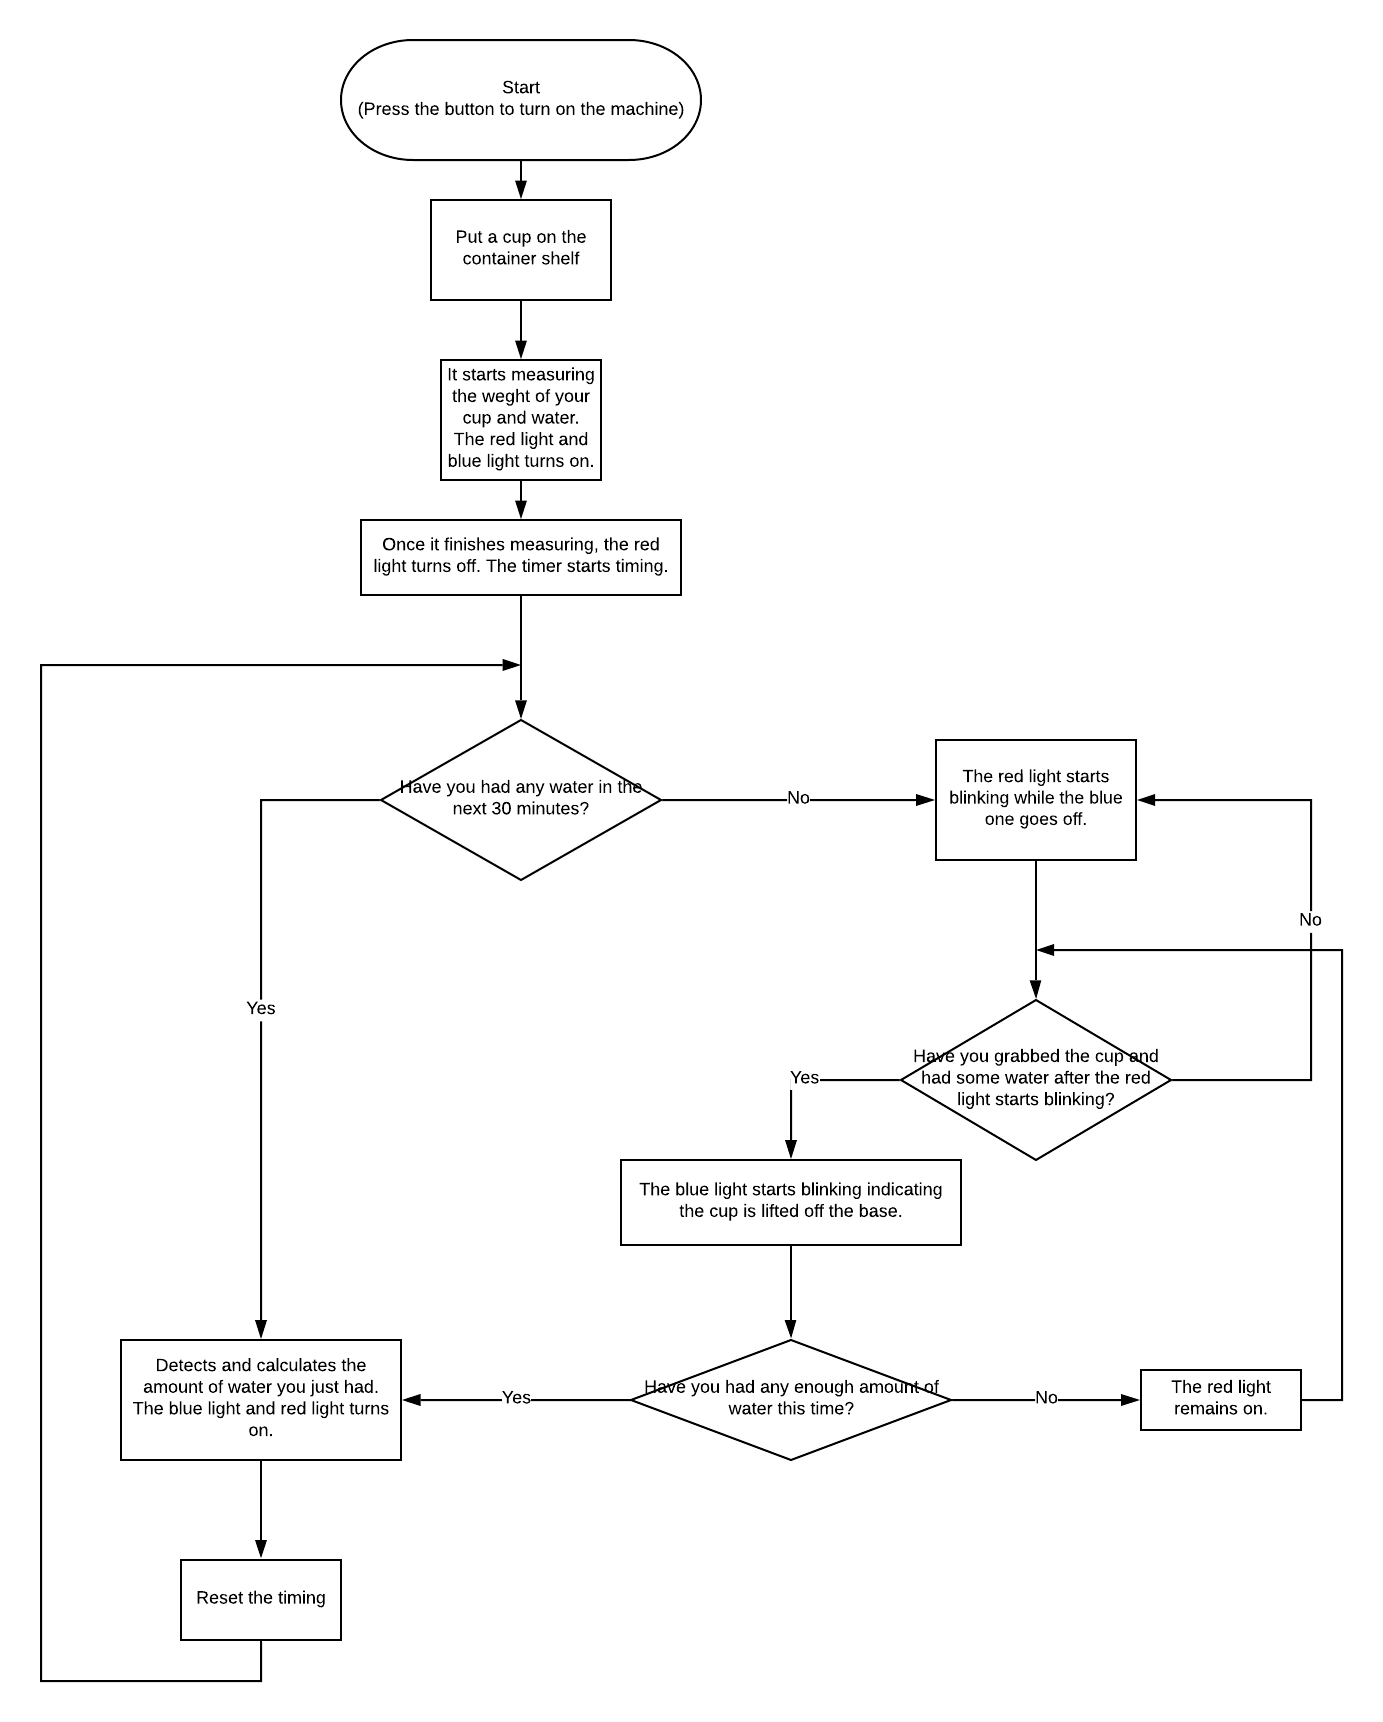 Start
(Press the button to turn on the machine)
Put a cup on the
container shelf
It starts measuring
the weght of your
cup and water.
The red light and
blue light turns on.
Once it finishes measuring, the red
light turns off. The timer starts timing.
Have you had any water in the
next 30 minutes?
No
The red light starts
blinking while the blue
one goes off.
No
Yes
Have you grabbed the cup and
had some water after the red
light starts blinking?
Yes
The blue light starts blinking indicating
the cup is lifted off the base.
Detects and calculates the
amount of water you just had.
The blue light and red light turns
on.
Yes
Have you had any enough amount of
water this time?
No
The red light
remains on.
Reset the timing